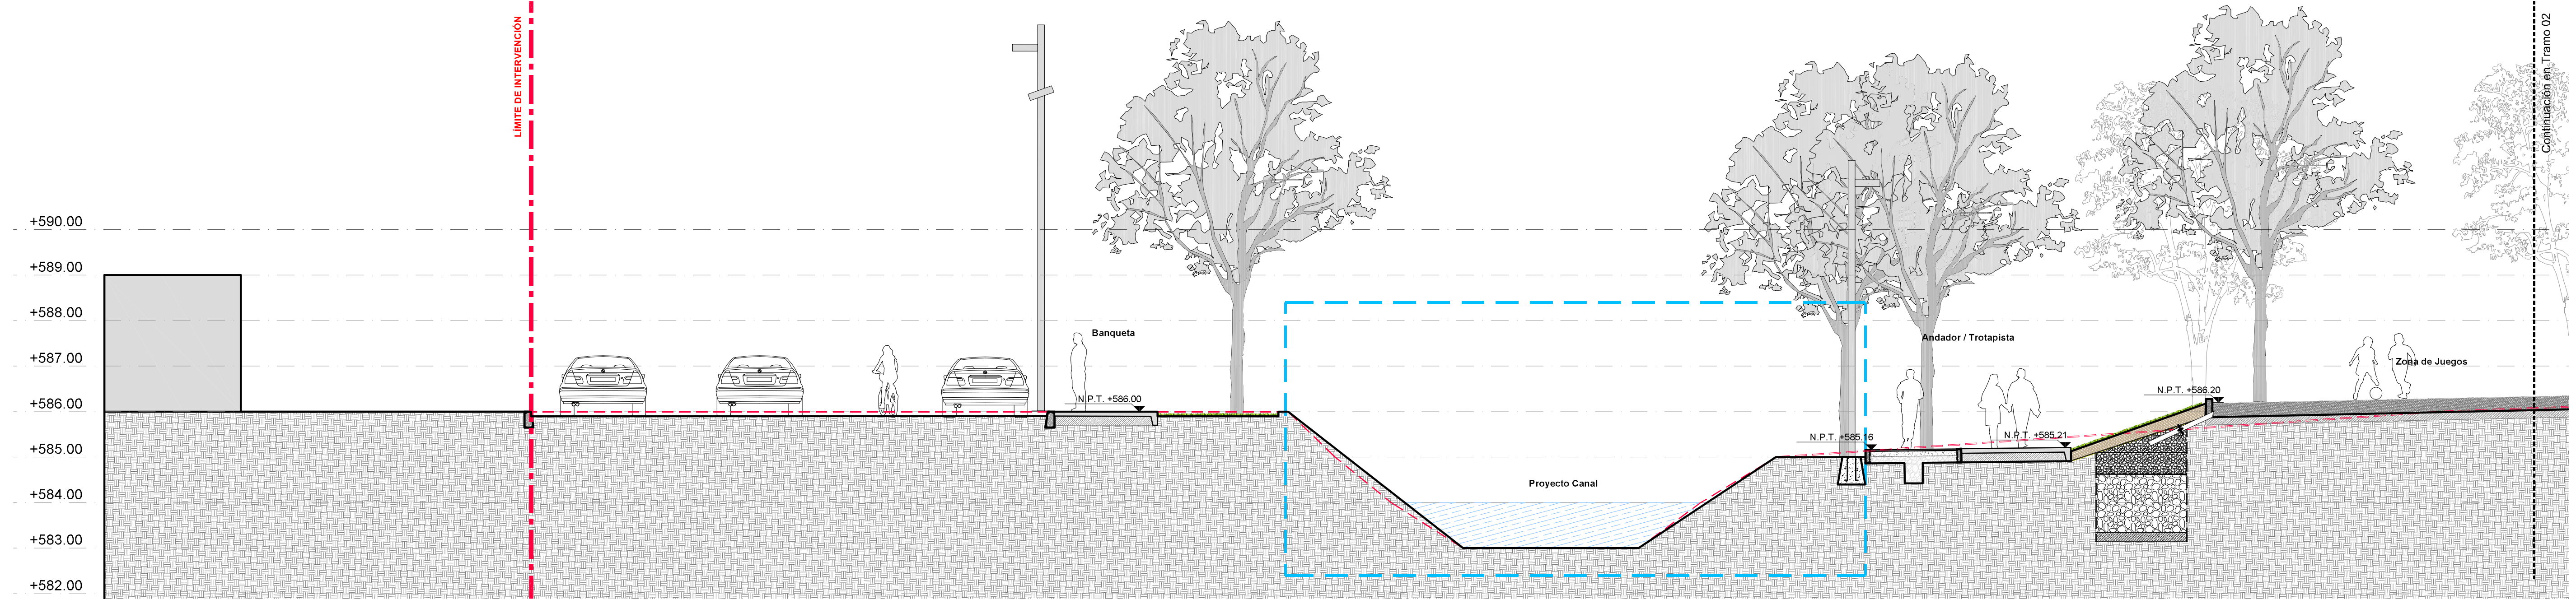 LÍMITE DE INTERVENCIÓN
Continuación en Tramo 02
+590.00
+589.00
+588.00
+587.00
+586.00
+585.00
+584.00
+583.00
+582.00
Banqueta
N.P.T. +586.00
Proyecto Canal
Andador / Trotapista
N.P.T. +585.16
N.P.T. +585.21
Zona de Juegos
N.P.T. +586.20